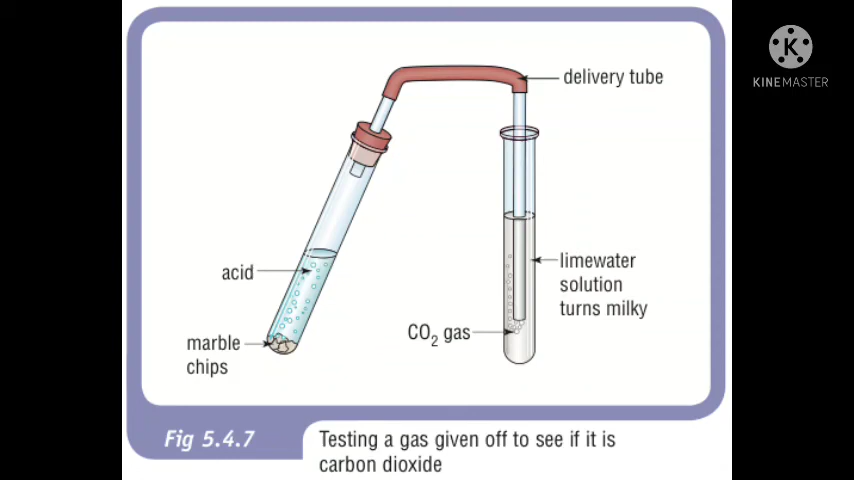 K
KINEMASTER
delivery tube
acid
limewater
solution
turns milky
CO₂ gas
marble
chips
Fig 5.4.7
Testing a gas given off to see if it is
carbon dioxide